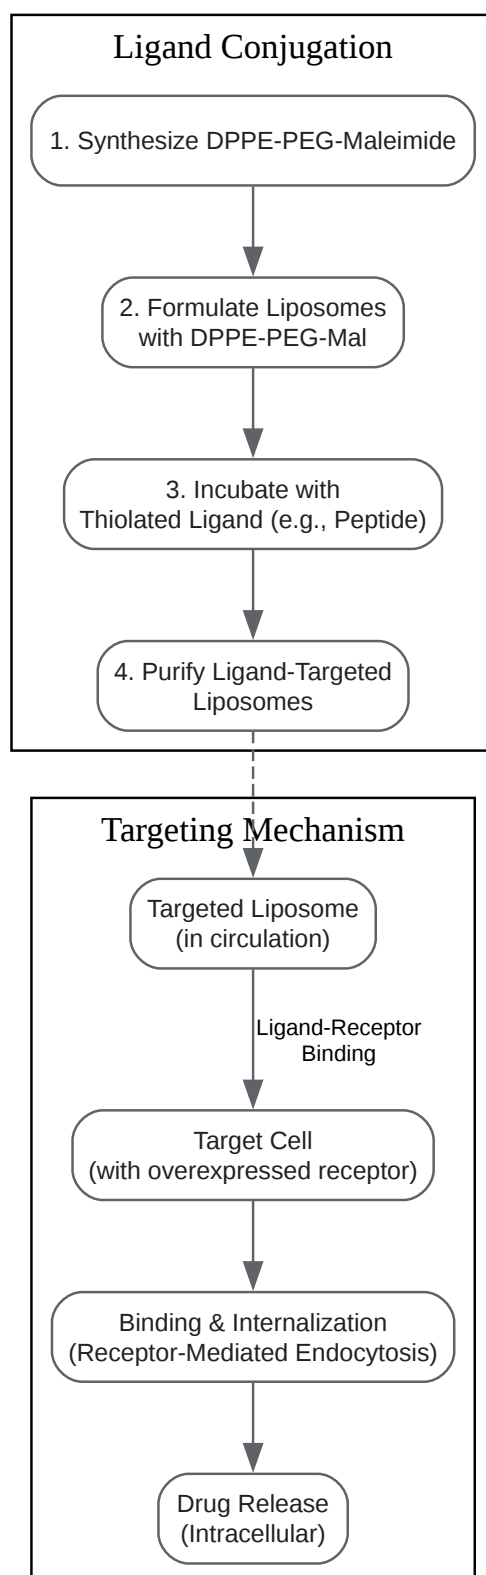 Ligand Conjugation
1. Synthesize DPPE-PEG-Maleimide
2. Formulate Liposomes
with DPPE-PEG-Mal
3. Incubate with
Thiolated Ligand (e.g., Peptide)
4. Purify Ligand-Targeted
Liposomes
Targeting Mechanism
Targeted Liposome
(in circulation)
Ligand-Receptor
Binding
Target Cell
(with overexpressed receptor)
Binding & Internalization
(Receptor-Mediated Endocytosis)
Drug Release
(Intracellular)